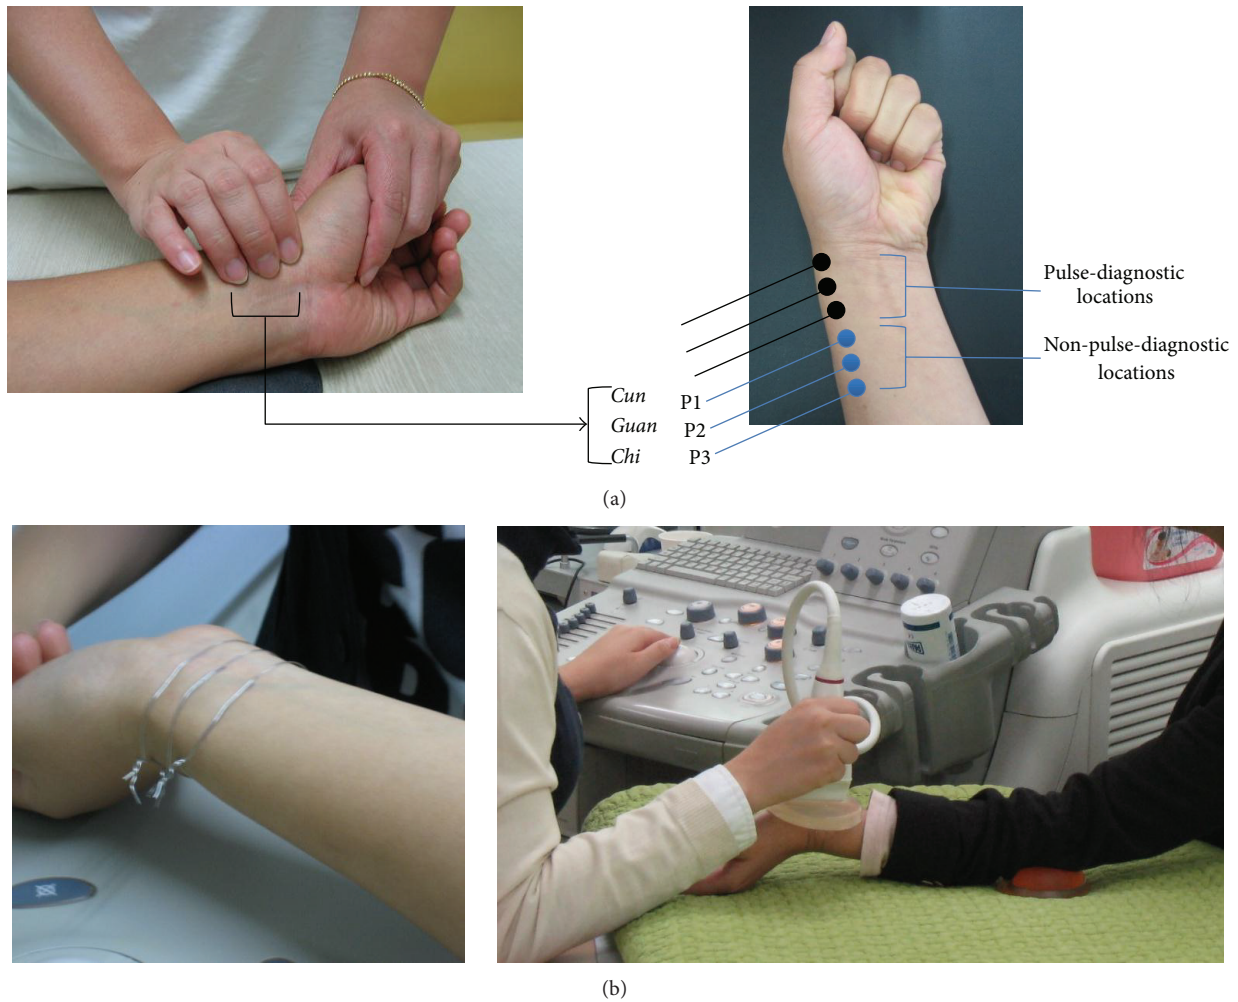 Pulse-diagnostic
locations
Non-pulse-diagnostic
locations
Cun
Guan
Chi
P1
P2
P3
(a)
(b)